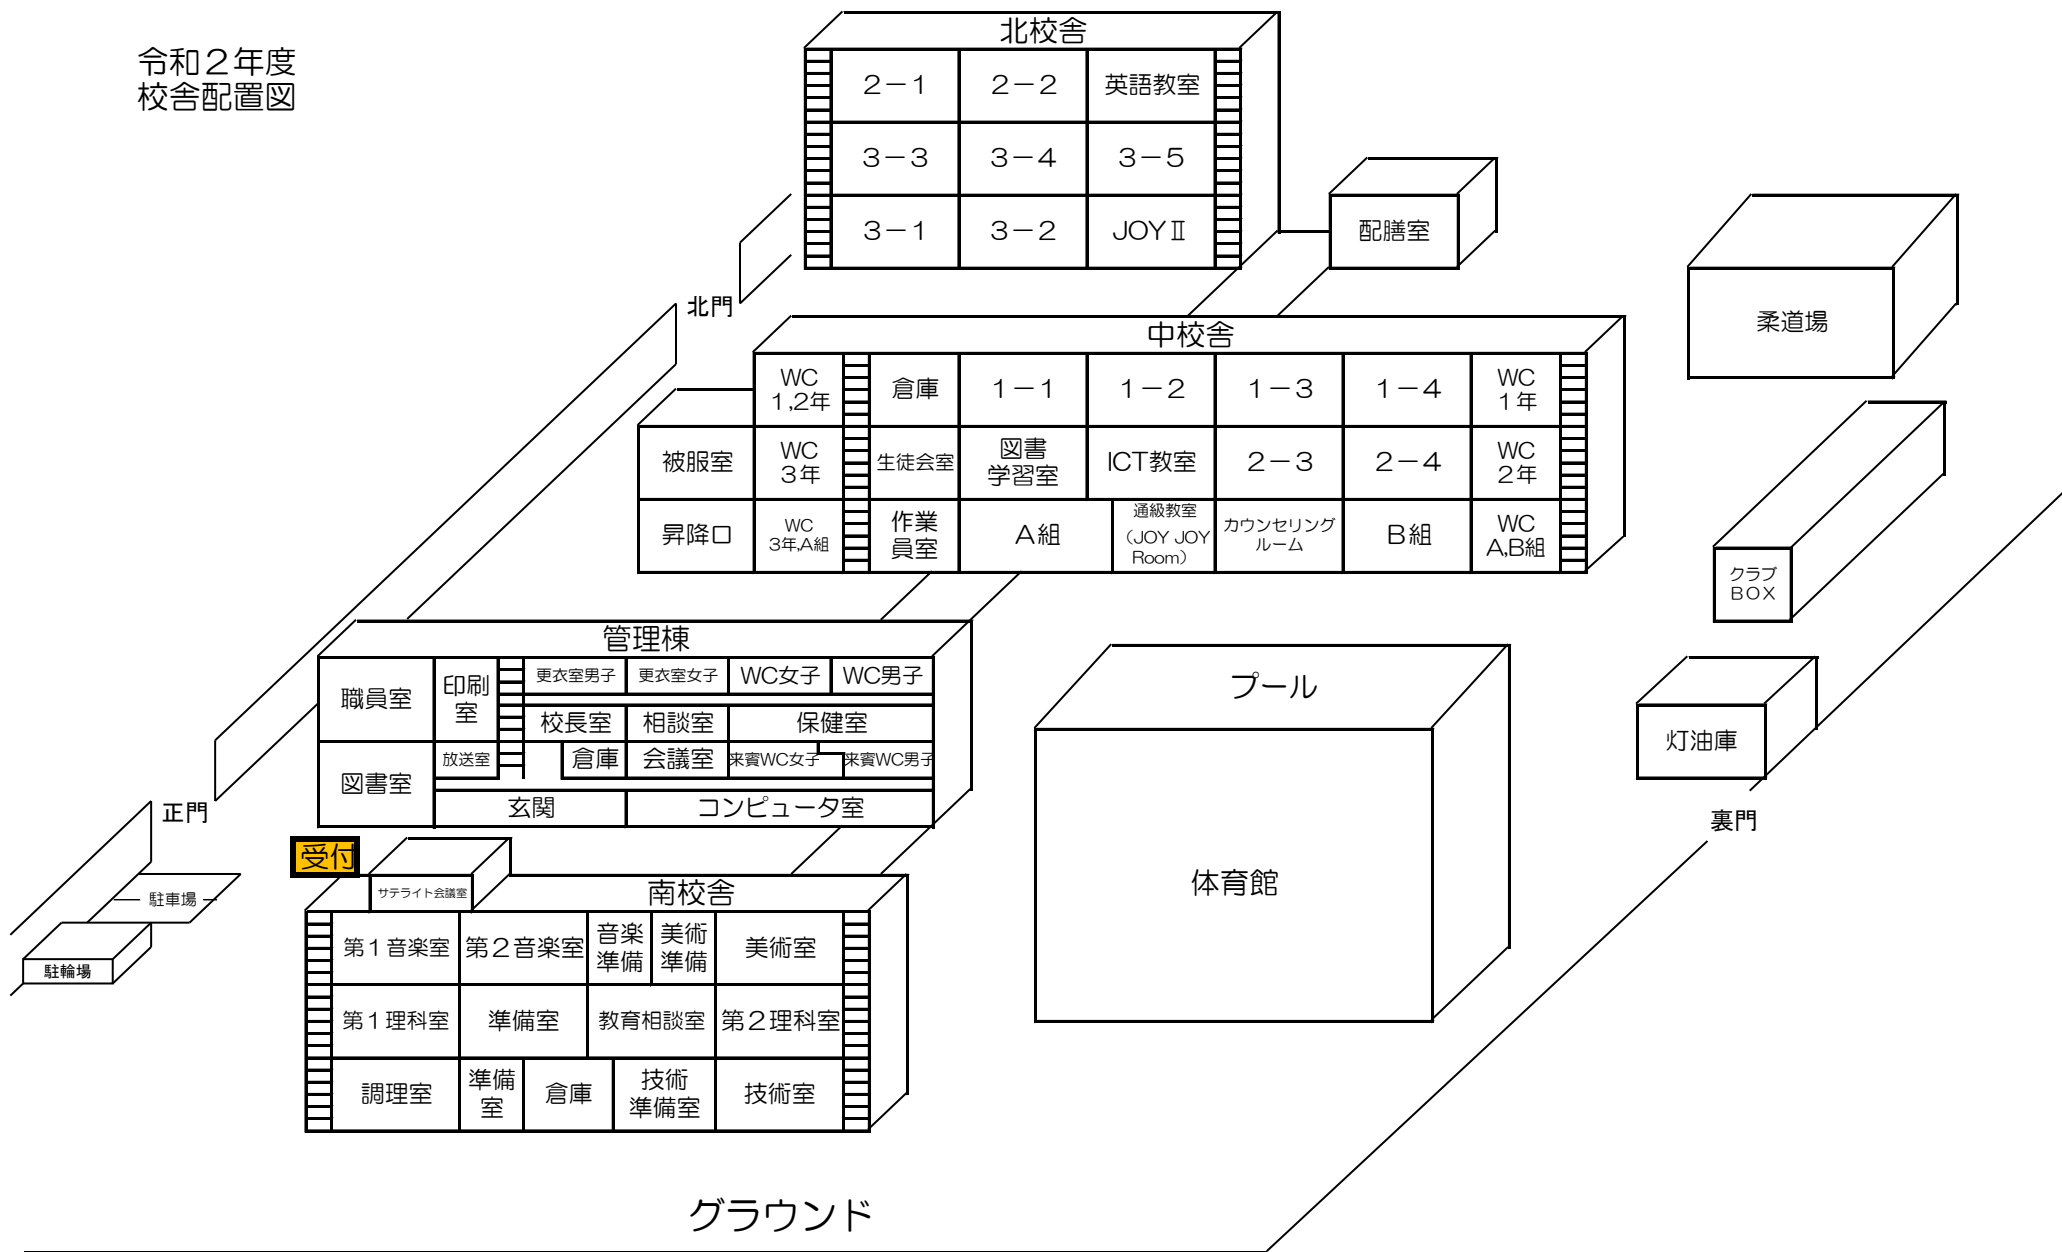 令和２年度
校舎配置図
北校舎
２－１
２－２
英語教室
３－３
３－４
３－５
３－１
３－２
JOYⅡ
配膳室
柔道場
北門
中校舎
WC
１,２年
倉庫
１－１
１－２
１－３
１－４
WC
１年
被服室
WC
３年
生徒会室
図書
学習室
ICT教室
２－３
２－４
WC
２年
昇降口
WC
３年,A組
作業
員室
A組
通級教室
（JOY JOY
Room）
カウンセリング
ルーム
B組
WC
A,B組
クラブ
ＢＯＸ
管理棟
職員室
印刷
室
更衣室男子
更衣室女子
WC女子
WC男子
校長室
相談室
保健室
図書室
放送室
倉庫
会議室
来賓WC女子
来賓WC男子
玄関
コンピュータ室
プール
体育館
灯油庫
裏門
正門
受付
駐車場
駐輪場
サテライト会議室
南校舎
第１音楽室
第２音楽室
音楽
準備
美術
準備
美術室
第１理科室
準備室
教育相談室
第２理科室
調理室
準備
室
倉庫
技術
準備室
技術室
グラウンド